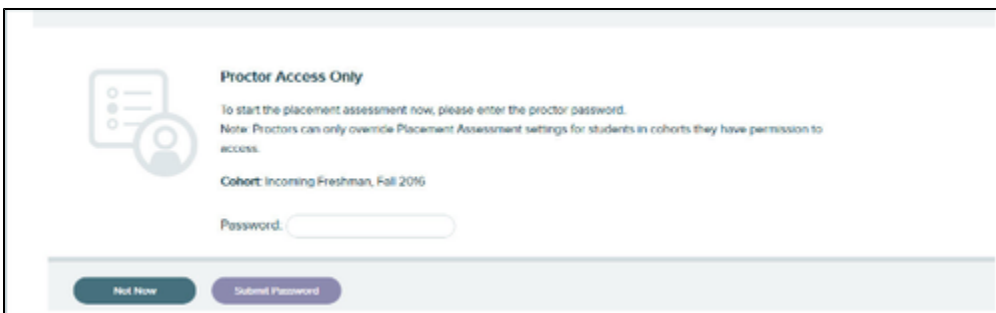 Proctor Access Only
To start the placement assessment now, please enter the proctor password.
Note: Proctors can only override Placement Assessment settings for students in cohorts they have permission to
access.
Cohort: Incoming Freshman, Fall 2016
Password:
Not Now
Submit Password